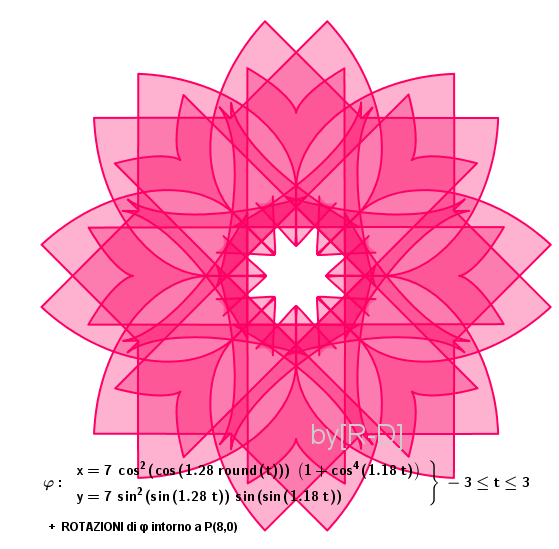 by[R-D]
φ : x = 7 cos²(cos(1.28 round(t))) (1 + cos⁴(1.18 t))
y = 7 sin²(sin(1.28 t)) sin(sin(1.18 t)) } − 3 ≤ t ≤ 3
+ ROTAZIONI di φ intorno a P(8,0)